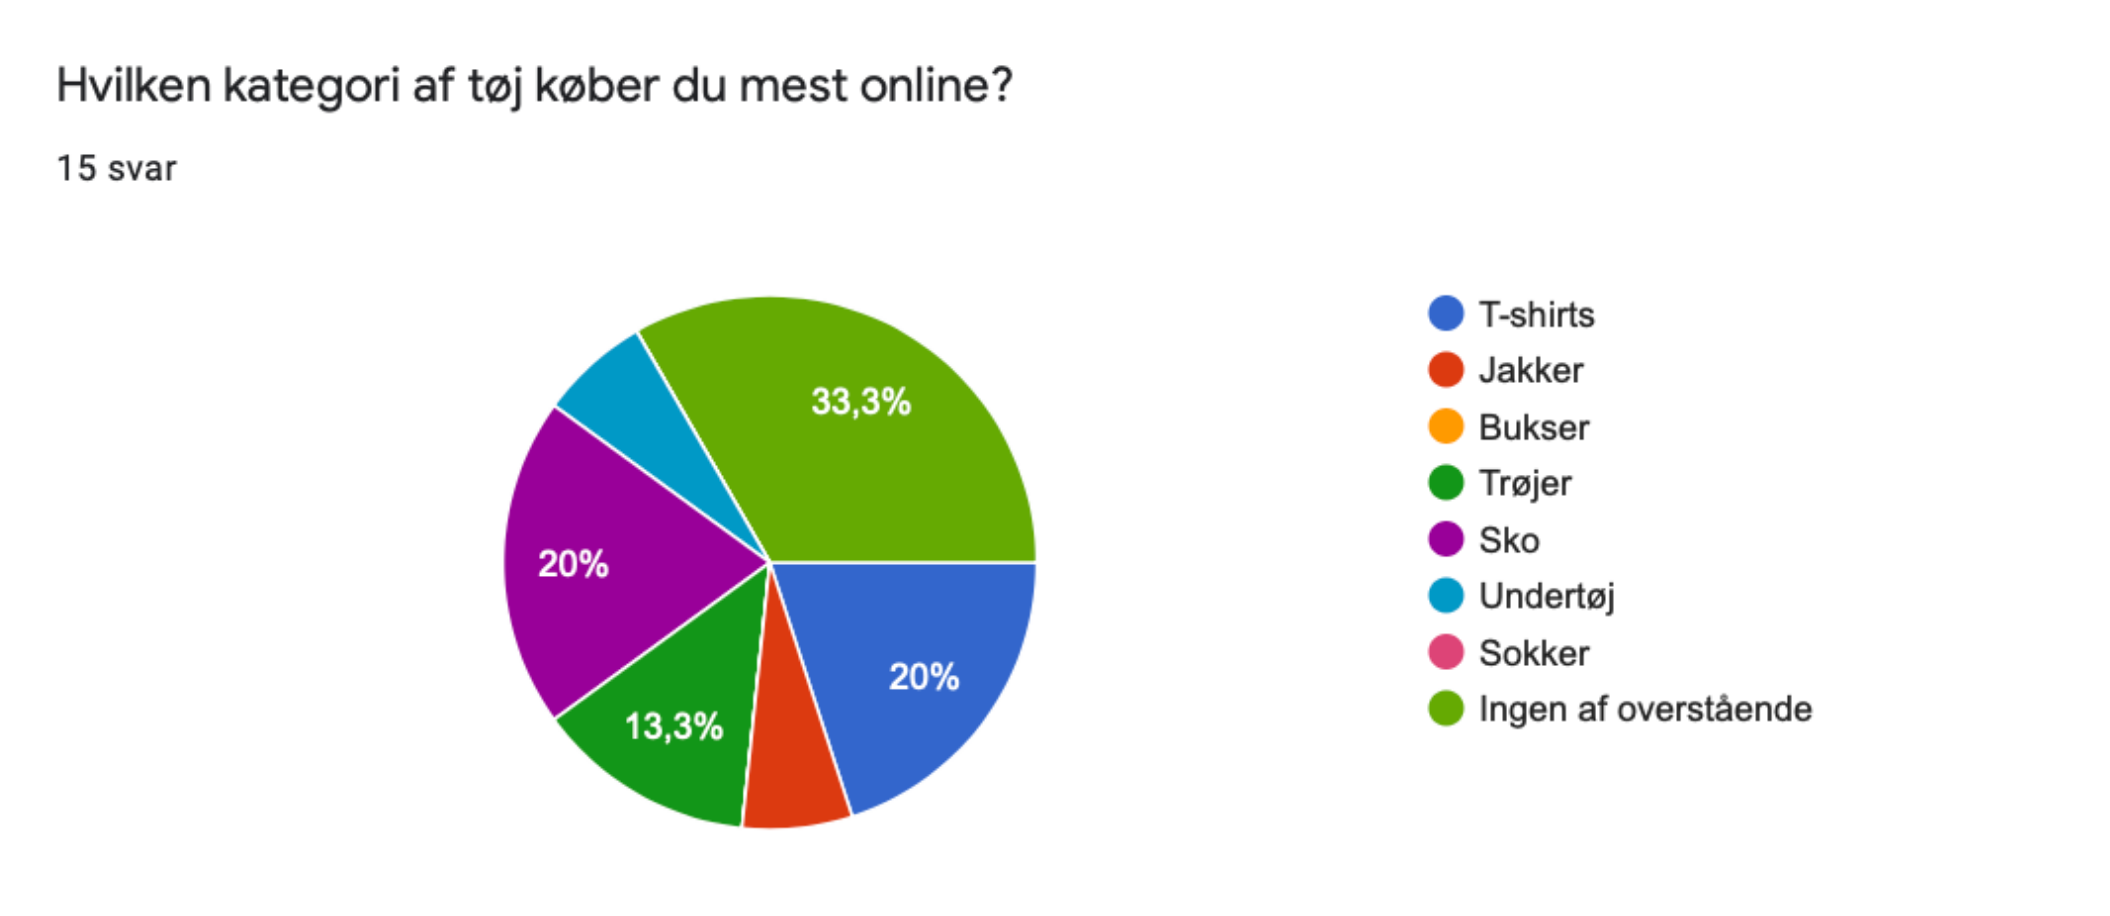 Hvilken kategori af tøj køber du mest online?
15 svar
33,3%
20%
20%
13,3%
T-shirts
Jakker
Bukser
Trøjer
Sko
Undertøj
Sokker
Ingen af overstående